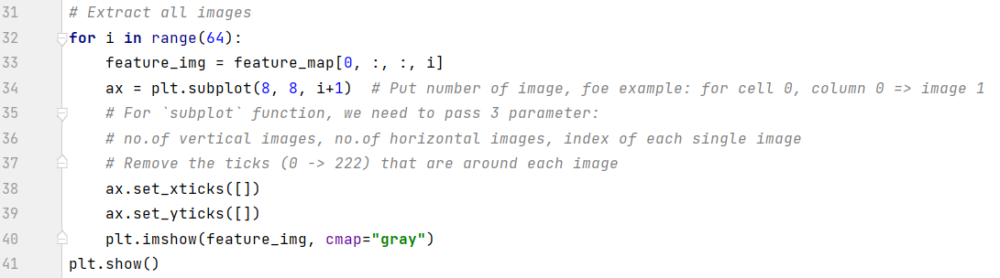 31 # Extract all images
32 for i in range(64):
33     feature_img = feature_map[0, :, :, i]
34     ax = plt.subplot(8, 8, i+1)  # Put number of image, foe example: for cell 0, column 0 => image 1
35     # For `subplot` function, we need to pass 3 parameter:
36     # no.of vertical images, no.of horizontal images, index of each single image
37     # Remove the ticks (0 -> 222) that are around each image
38     ax.set_xticks([])
39     ax.set_yticks([])
40     plt.imshow(feature_img, cmap="gray")
41 plt.show()